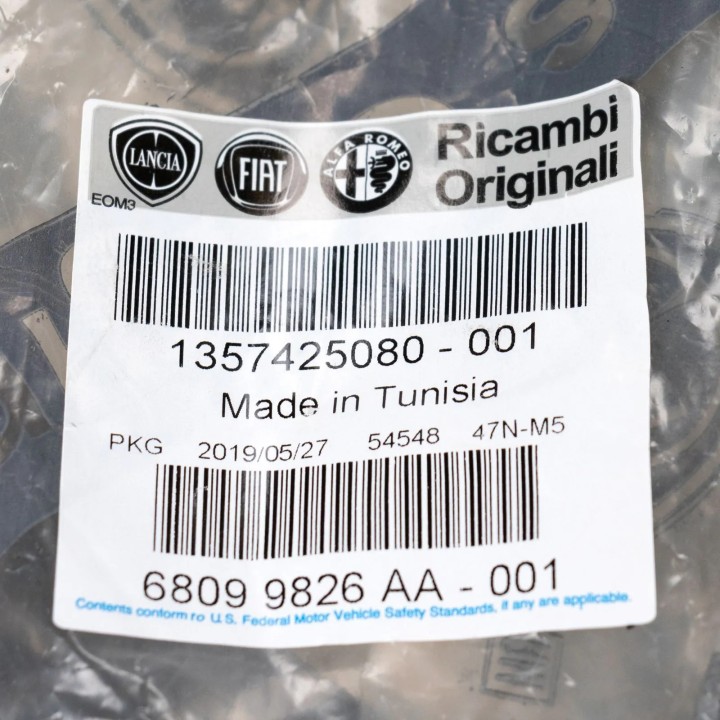 LANCIA FIAT ALFA ROMEO Ricambi
Originali
EOM3
1357425080 - 001
Made in Tunisia
PKG 2019/05/27 54548 47N-M5
6809 9826 AA - 001
Contents conform ro U.S. Federal Motor Vehicle Safety Standards, if any are applicable.